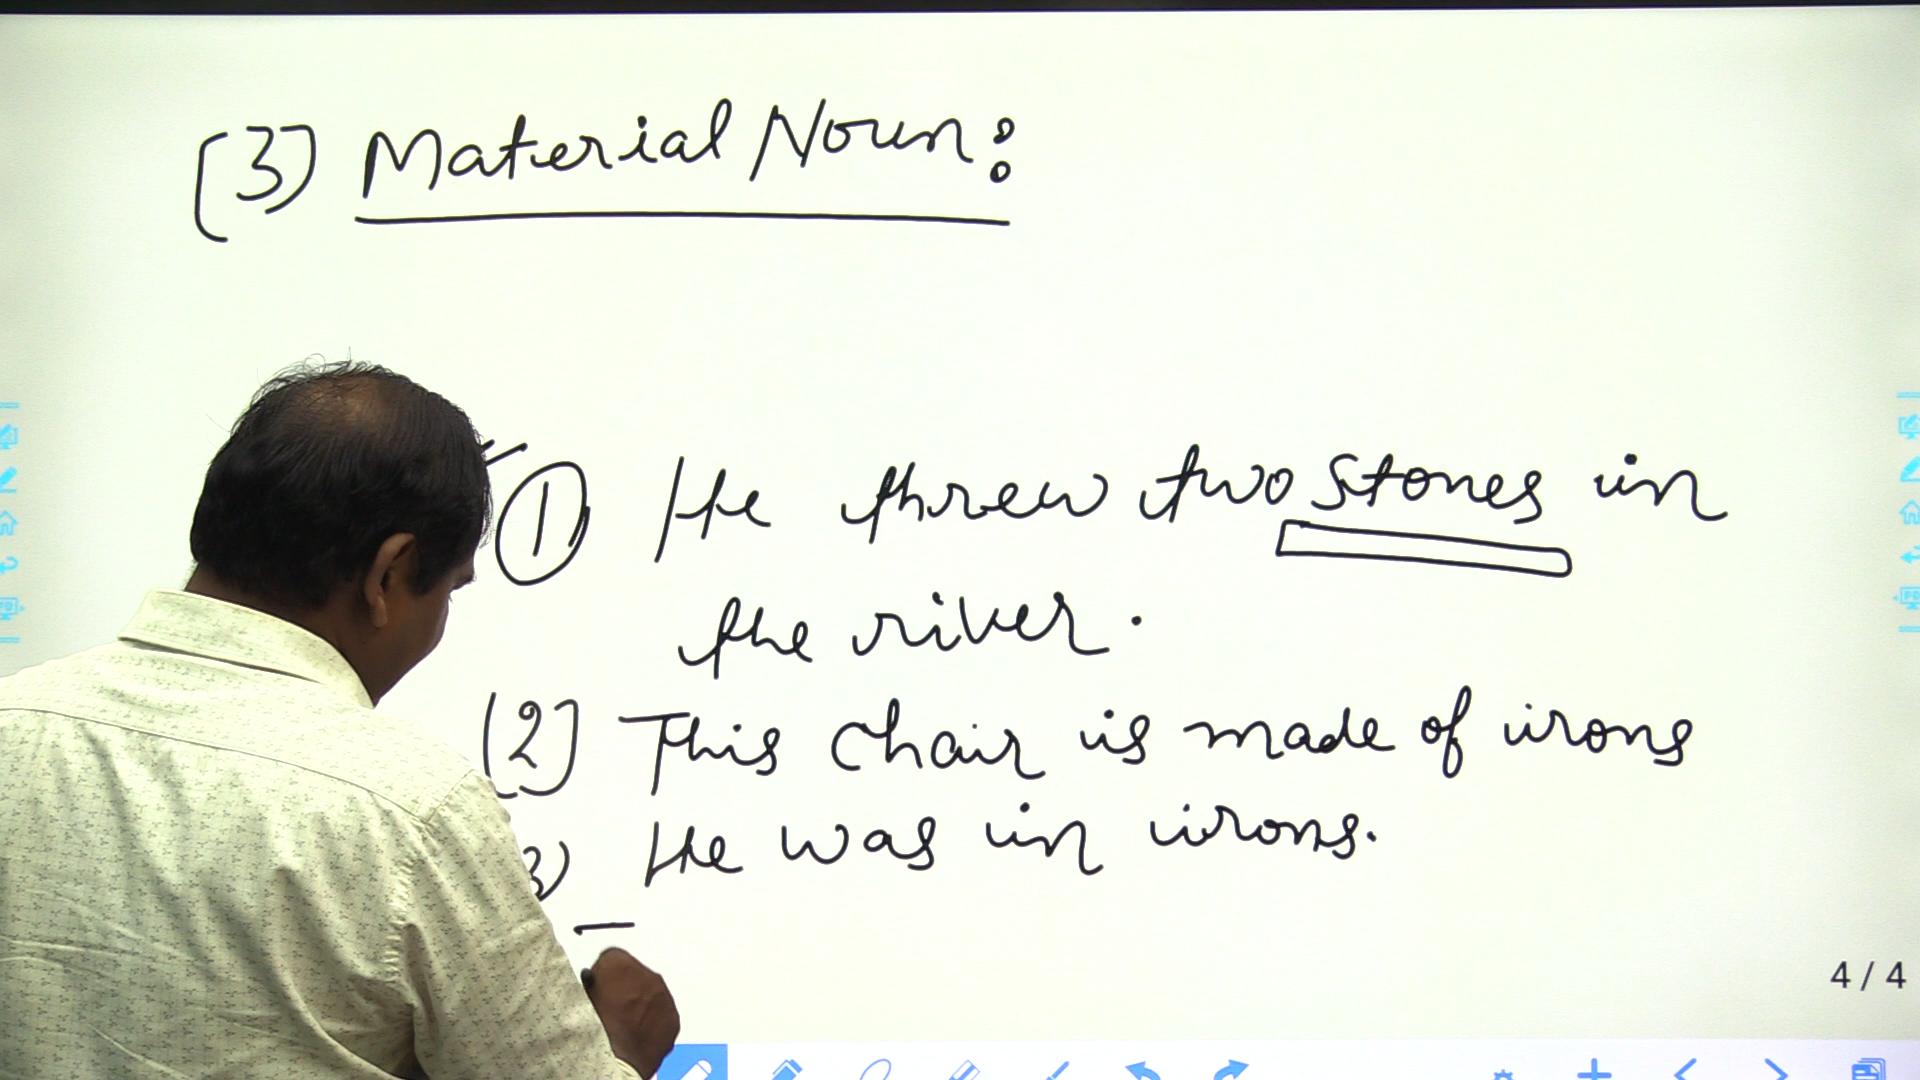 (3) Material Noun:
① He threw two stones in
the river.
(2) This chair is made of irons
3) He was in irons.
4 / 4